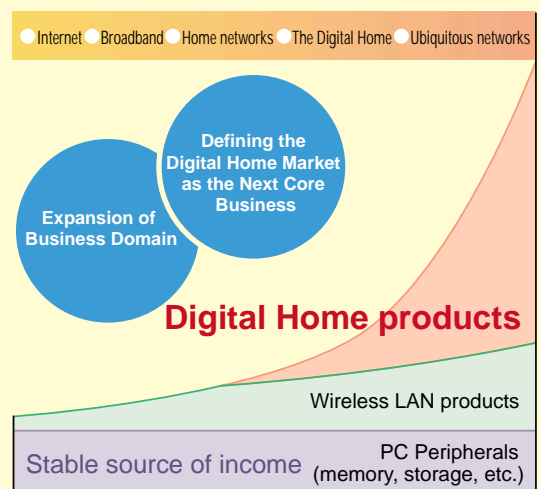 Internet Broadband Home networks The Digital Home Ubiquitous networks
Defining the
Digital Home Market
as the Next Core
Business
Expansion of
Business Domain
Digital Home products
Wireless LAN products
Stable source of income
PC Peripherals
(memory, storage, etc.)